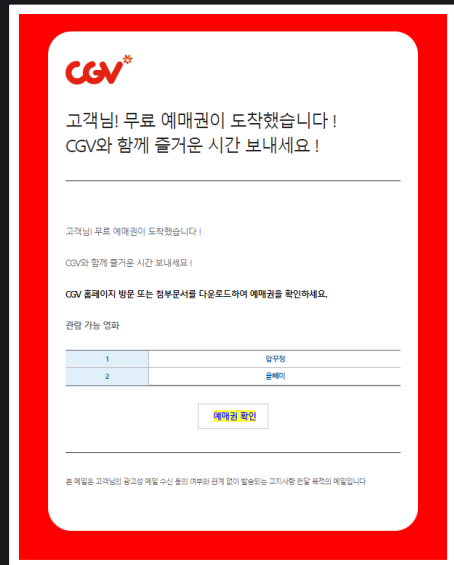 CGV
고객님! 무료 예매권이 도착했습니다 !
CGV와 함께 즐거운 시간 보내세요 !
고객님! 무료 예매권이 도착했습니다 !
CGV와 함께 즐거운 시간 보내세요 !
CGV 홈페이지 방문 또는 첨부문서를 다운로드하여 예매권을 확인하세요.
관람 가능 영화
1 압꾸정
2 올빼미
예매권 확인
본 메일은 고객님의 광고성 메일 수신 동의 여부와 관계 없이 발송되는 고지사항 전달 목적의 메일입니다.